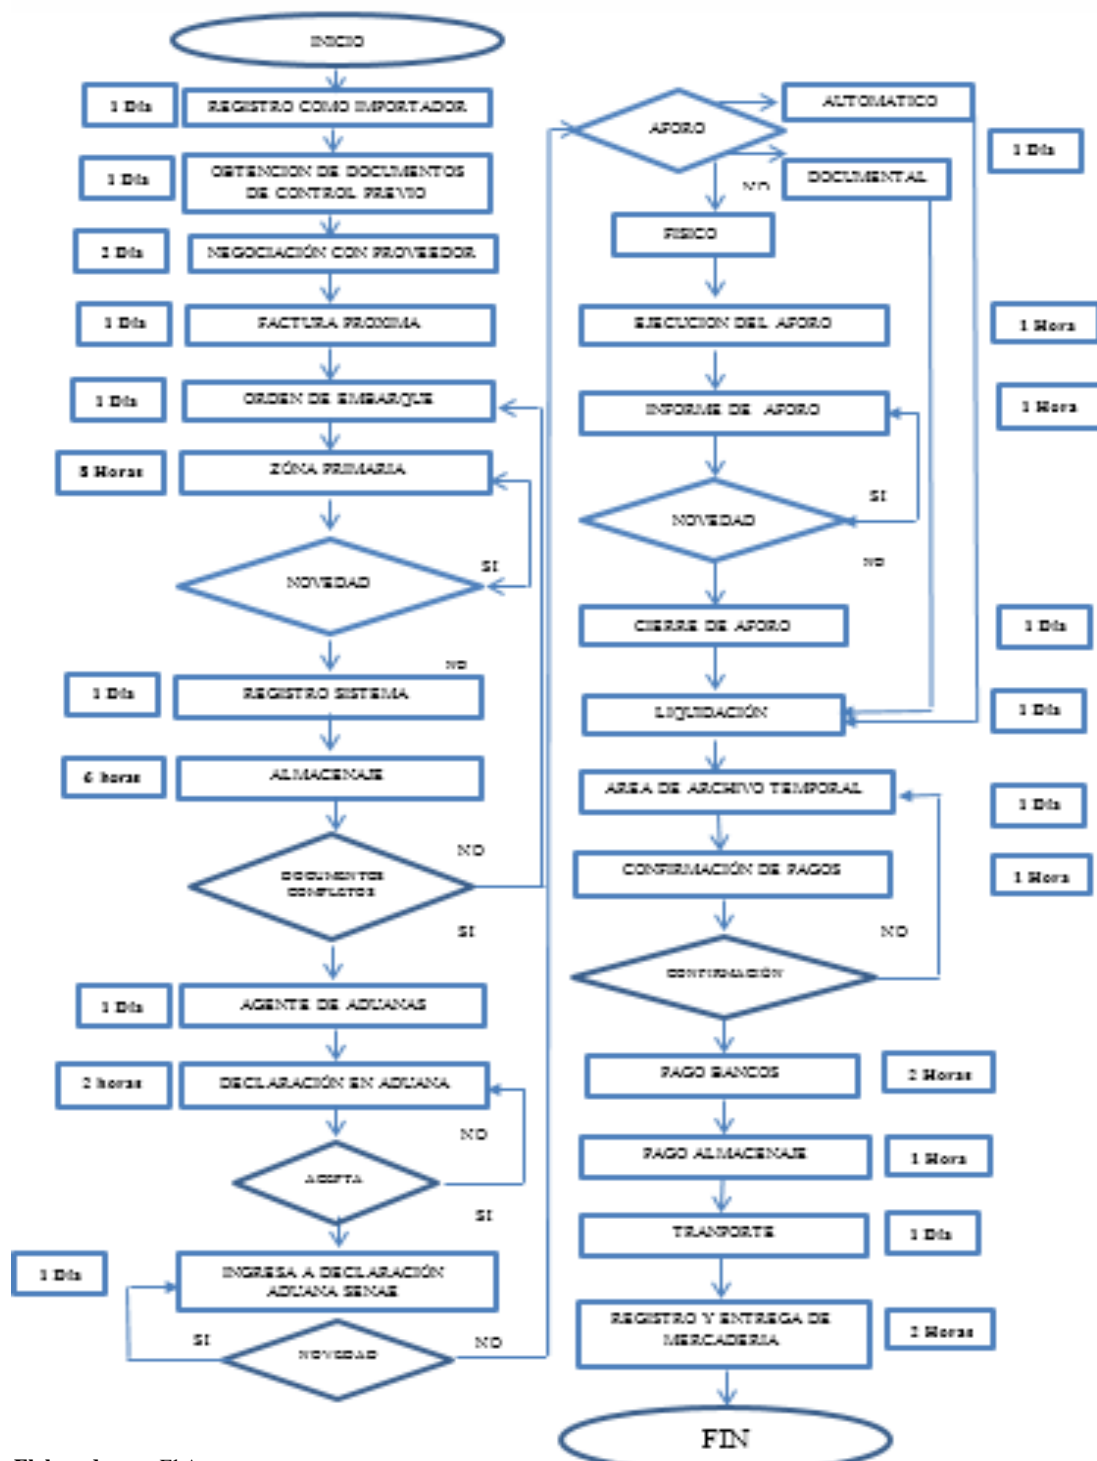 INICIO
1 Día
REGISTRO COMO IMPORTADOR
1 Día
OBTENCION DE DOCUMENTOS
DE CONTROL PREVIO
2 Día
NEGOCIACIÓN CON PROVEEDOR
1 Día
FACTURA PROXIMA
1 Día
ORDEN DE EMBARQUE
8 Horas
ZÓNA PRIMARIA
SI
NOVEDAD
NO
1 Día
REGISTRO SISTEMA
6 horas
ALMACENAJE
NO
DOCUMENTOS
COMPLETOS
SI
1 Día
AGENTE DE ADUANAS
2 horas
DECLARACIÓN EN ADUANA
NO
ACEPTA
SI
1 Día
INGRESA A DECLARACIÓN
ADUANA SENAE
SI
NOVEDAD
NO
AFORO
AUTOMATICO
1 Día
DOCUMENTAL
NO
FISICO
EJECUCION DEL AFORO
1 Hora
INFORME DE AFORO
1 Hora
SI
NOVEDAD
NO
CIERRE DE AFORO
1 Día
LIQUIDACIÓN
1 Día
AREA DE ARCHIVO TEMPORAL
1 Día
CONFIRMACIÓN DE PAGOS
1 Hora
NO
CONFIRMACIÓN
PAGO BANCOS
2 Horas
PAGO ALMACENAJE
1 Hora
TRANPORTE
1 Día
REGISTRO Y ENTREGA DE
MERCADERIA
2 Horas
FIN